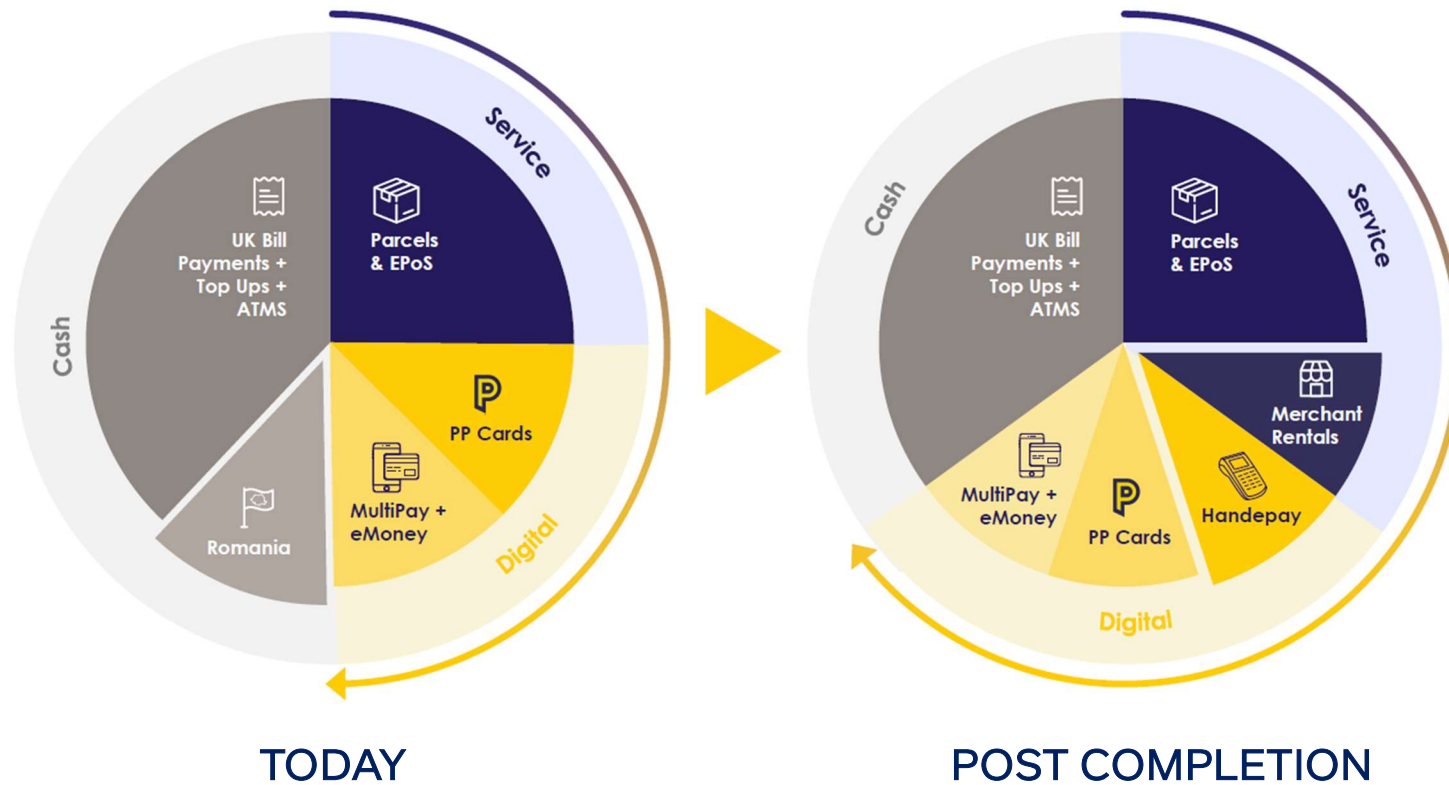 Service
Parcels
& EPoS
UK Bill
Payments +
Top Ups +
ATMS
Cash
PP Cards
MultiPay +
eMoney
Romania
Digital
TODAY
Cash
Service
UK Bill
Payments +
Top Ups +
ATMS
Parcels
& EPoS
Merchant
Rentals
Handepay
MultiPay +
eMoney
PP Cards
Digital
POST COMPLETION